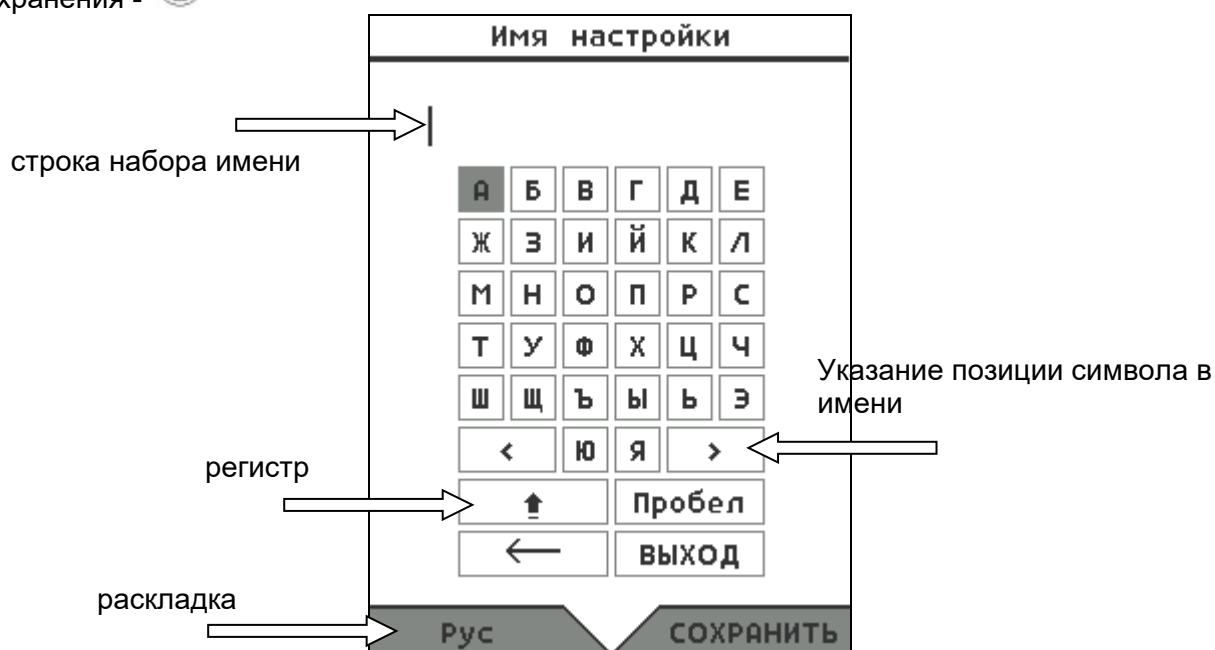 хранения -
Имя настройки
строка набора имени
А Б В Г Д Е
Ж З И Й К Л
М Н О П Р С
Т У Ф Х Ц Ч
Ш Щ Ъ Ы Ь Э
Указание позиции символа в
имени
< Ю Я >
регистр
Пробел
ВЫХОД
раскладка
Рус СОХРАНИТЬ